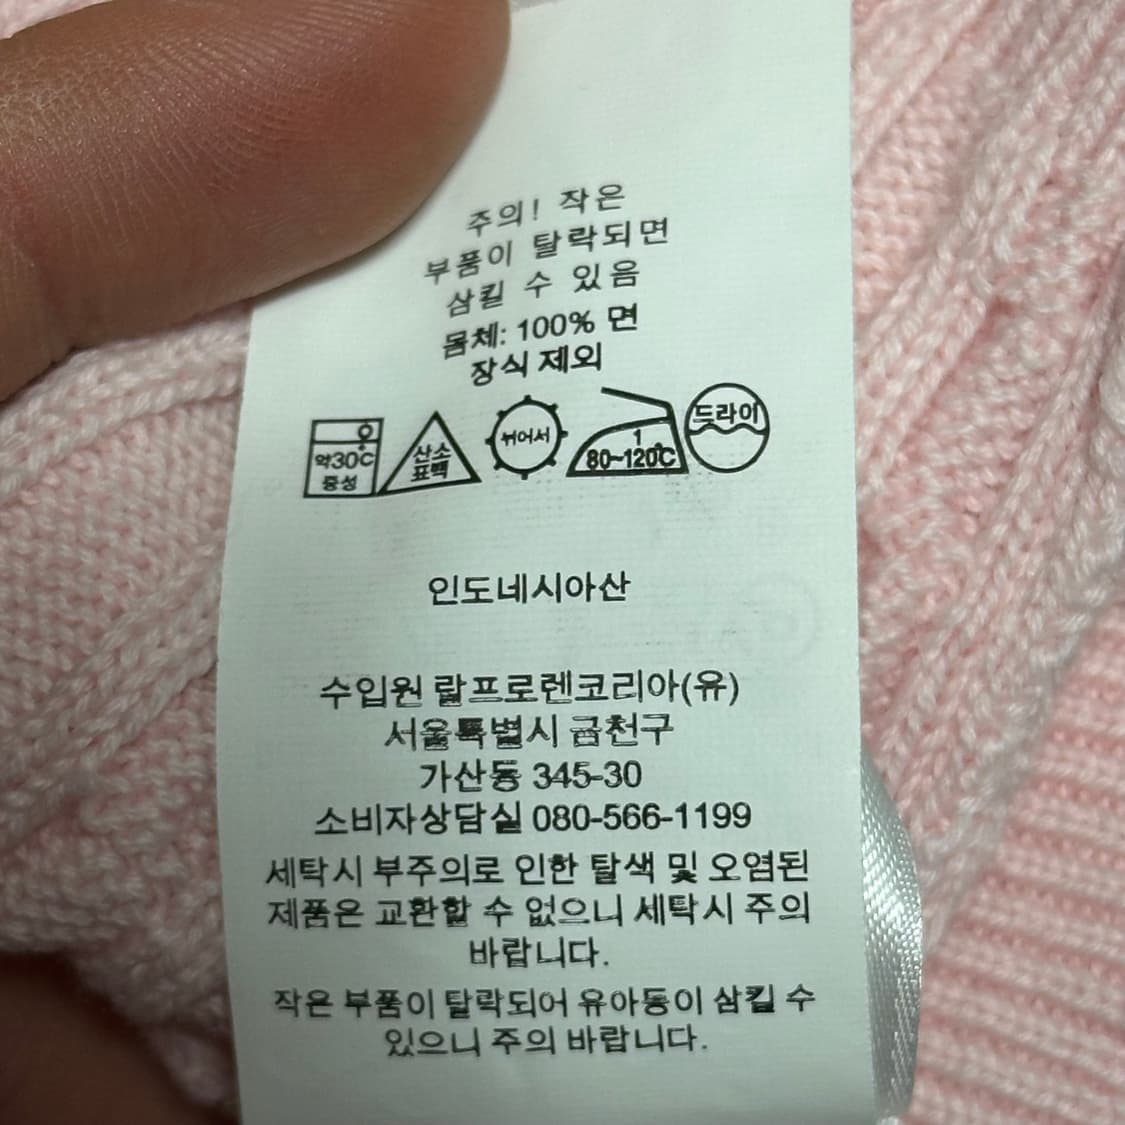 주의! 작은
부품이 탈락되면
삼킬 수 있음
몸체: 100% 면
장식 제외
약30℃
중성
산소
표백
뉘어서
1
80~120℃
드라이
인도네시아산
수입원 랄프로렌코리아(유)
서울특별시 금천구
가산동 345-30
소비자상담실 080-566-1199
세탁시 부주의로 인한 탈색 및 오염된
제품은 교환할 수 없으니 세탁시 주의
바랍니다.
작은 부품이 탈락되어 유아동이 삼킬 수
있으니 주의 바랍니다.